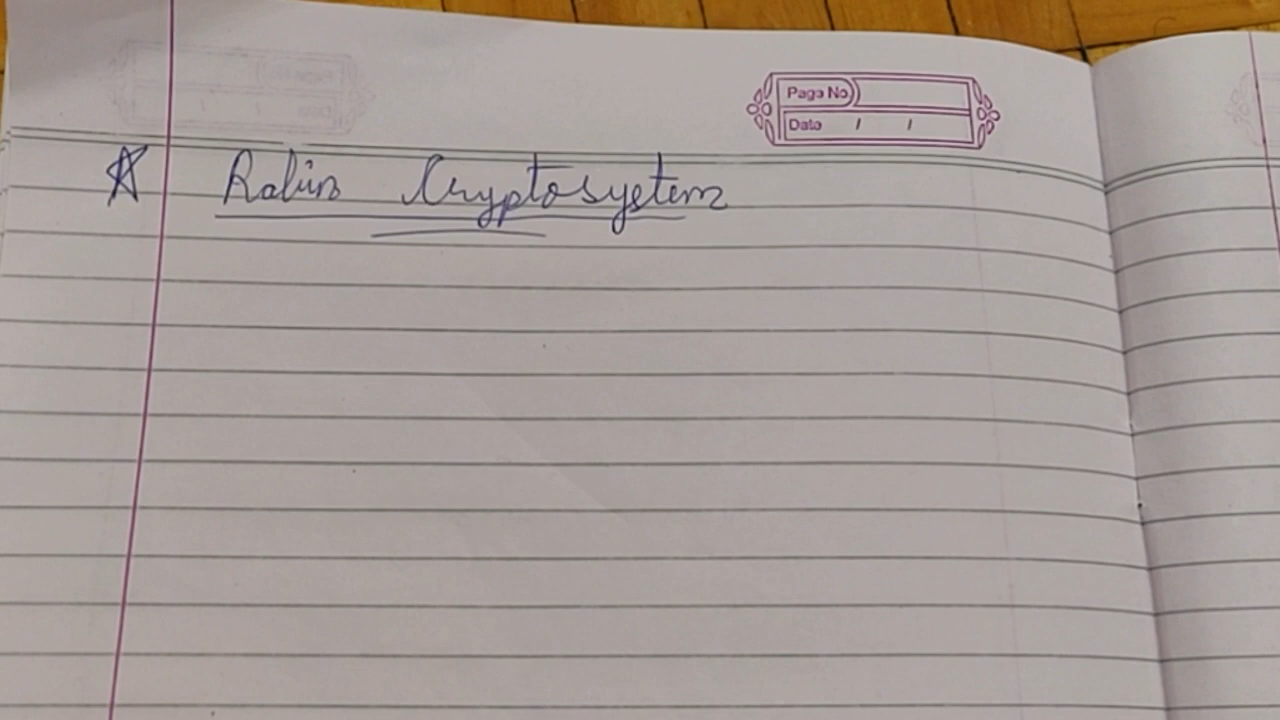 Page No
Date / /
Rabin Cryptosystem